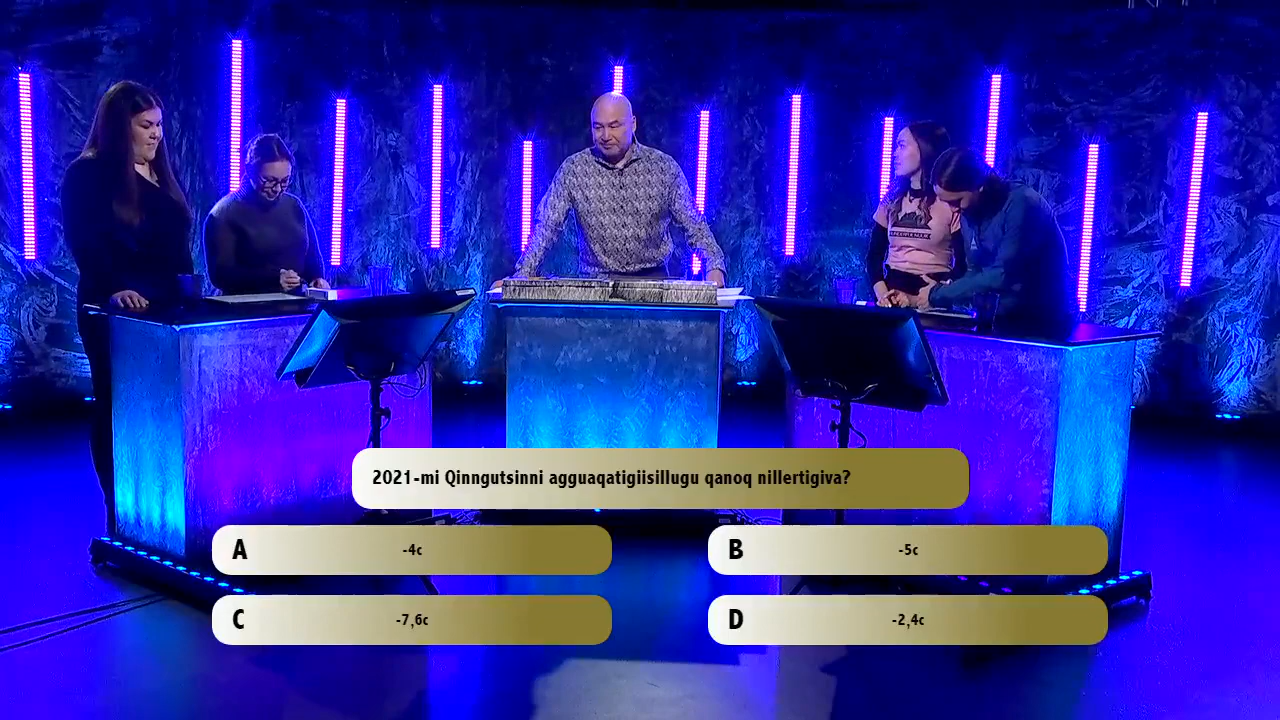 2021-mi Qinngutsinni agguaqatigiisillugu qanoq nillertigiva?
A -4c
B -5c
C -7,6c
D -2,4c